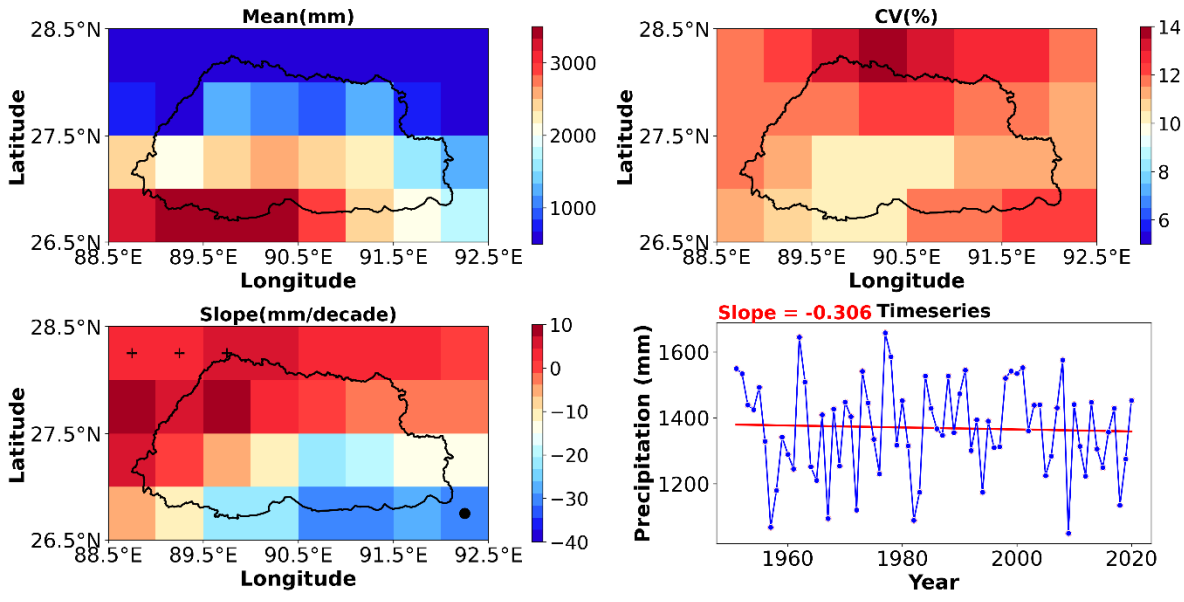 Mean(mm)
28.5°N
27.5°N
26.5°N
88.5°E
89.5°E
90.5°E
91.5°E
92.5°E
Latitude
Longitude
3000
2000
1000
CV(%)
28.5°N
27.5°N
26.5°N
88.5°E
89.5°E
90.5°E
91.5°E
92.5°E
Latitude
Longitude
14
12
10
8
6
Slope(mm/decade)
28.5°N
27.5°N
26.5°N
88.5°E
89.5°E
90.5°E
91.5°E
92.5°E
Latitude
Longitude
10
0
−10
−20
−30
−40
Slope = -0.306 Timeseries
1600
1400
1200
Precipitation (mm)
1960
1980
2000
2020
Year